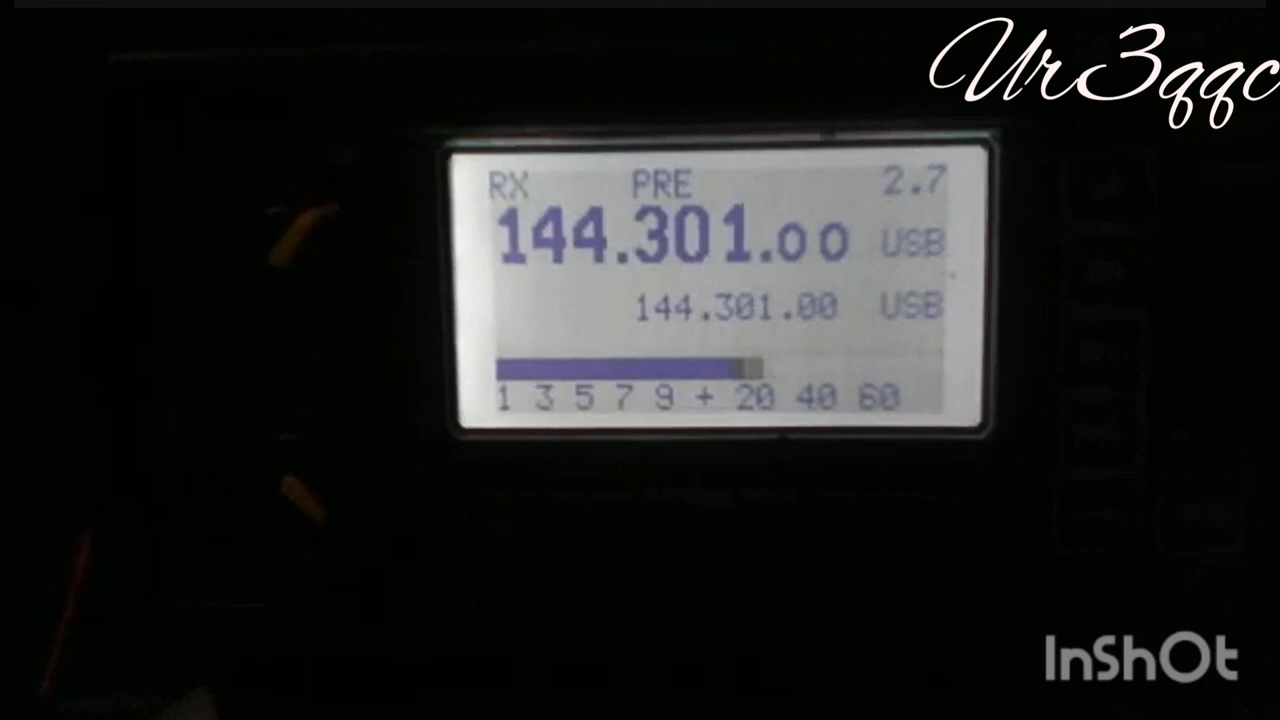 Ur3qqc
RX PRE 2.7
144.301.00 USB
144.301.00 USB
1 3 5 7 9 + 20 40 60
InShOt